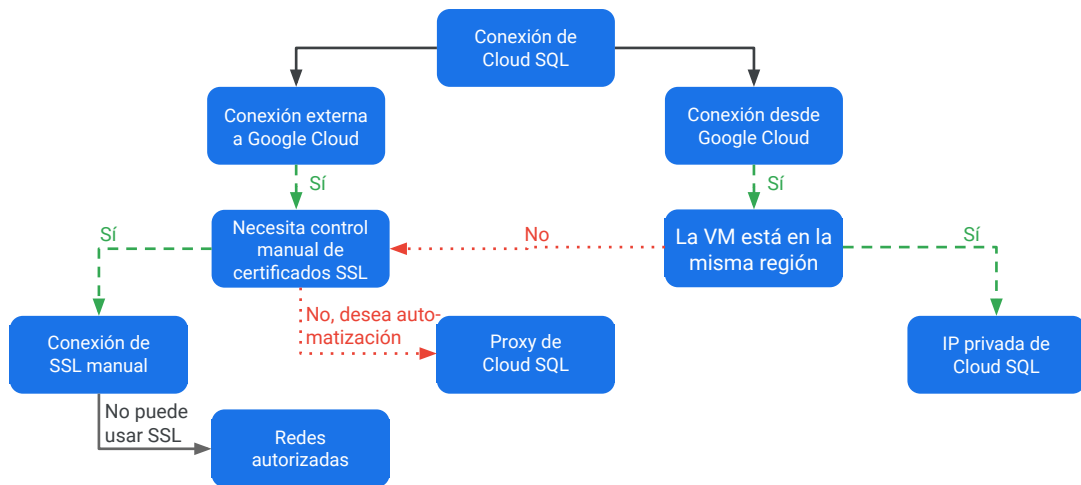 Conexión de
Cloud SQL
Conexión externa
a Google Cloud
Conexión desde
Google Cloud
Sí
Sí
Necesita control
manual de
certificados SSL
La VM está en la
misma región
Sí
No
Sí
No, desea auto-
matización
Conexión de
SSL manual
Proxy de
Cloud SQL
IP privada de
Cloud SQL
No puede
usar SSL
Redes
autorizadas